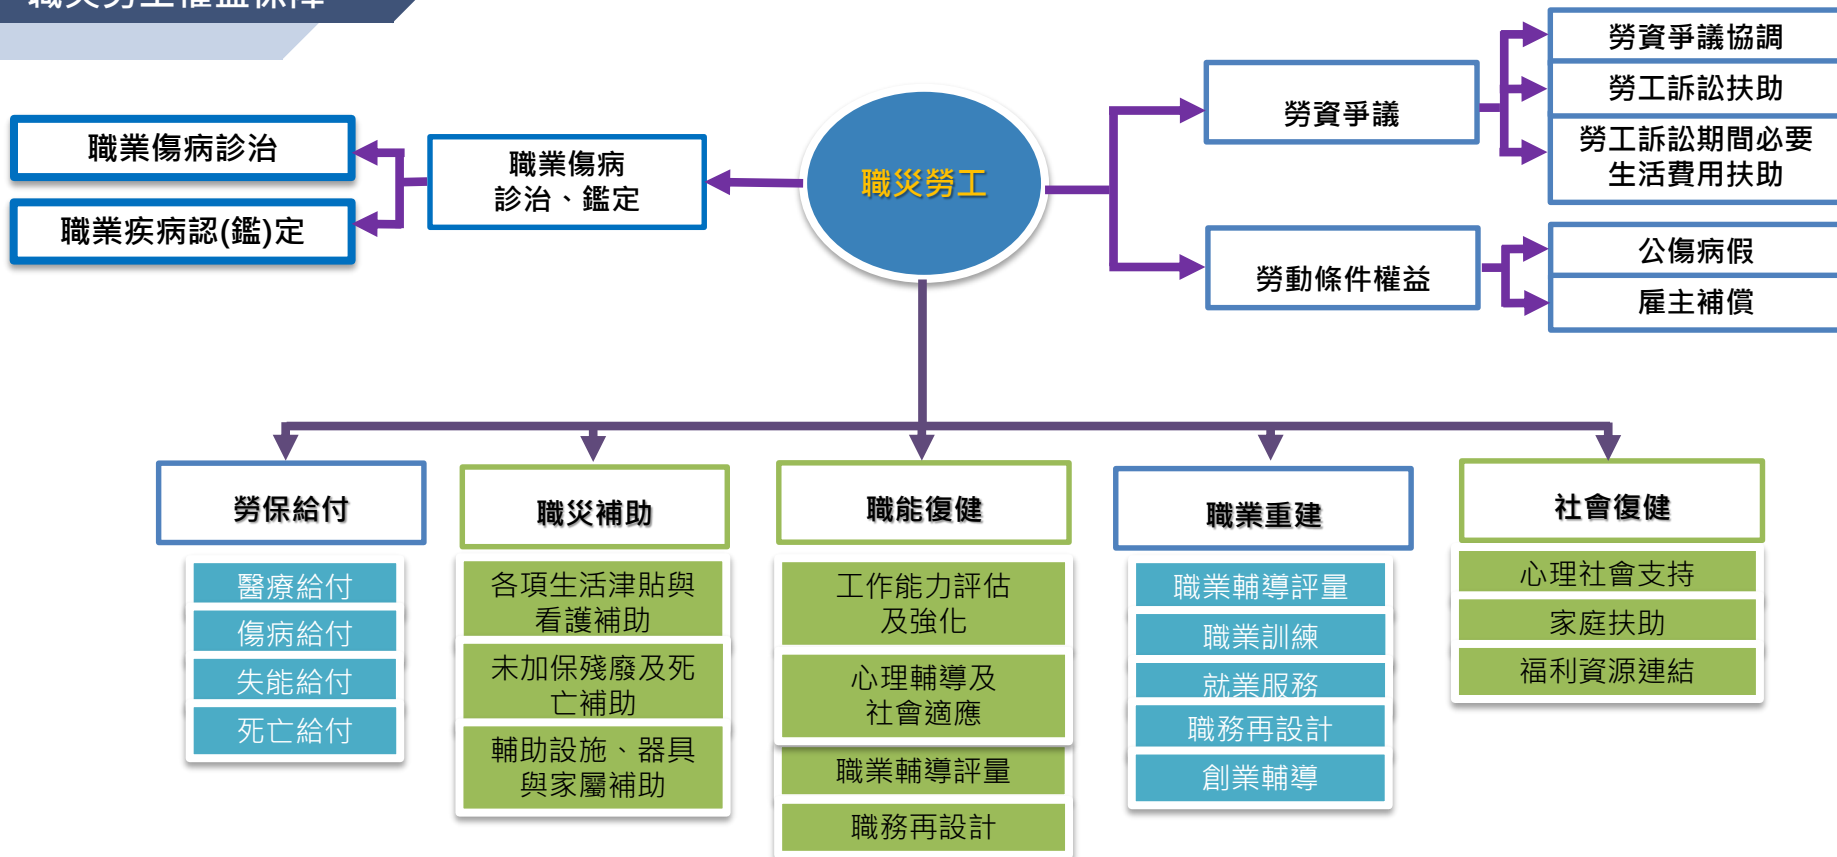 職災勞工權益保障
勞資爭議協調
勞工訴訟扶助
勞工訴訟期間必要
生活費用扶助
勞資爭議
職業傷病診治
職業傷病
診治、鑑定
職業疾病認(鑑)定
職災勞工
公傷病假
勞動條件權益
雇主補償
勞保給付
醫療給付
傷病給付
失能給付
死亡給付
職災補助
各項生活津貼與
看護補助
未加保殘廢及死
亡補助
輔助設施、器具
與家屬補助
職能復健
工作能力評估
及強化
心理輔導及
社會適應
職業輔導評量
職務再設計
職業重建
職業輔導評量
職業訓練
就業服務
職務再設計
創業輔導
社會復健
心理社會支持
家庭扶助
福利資源連結